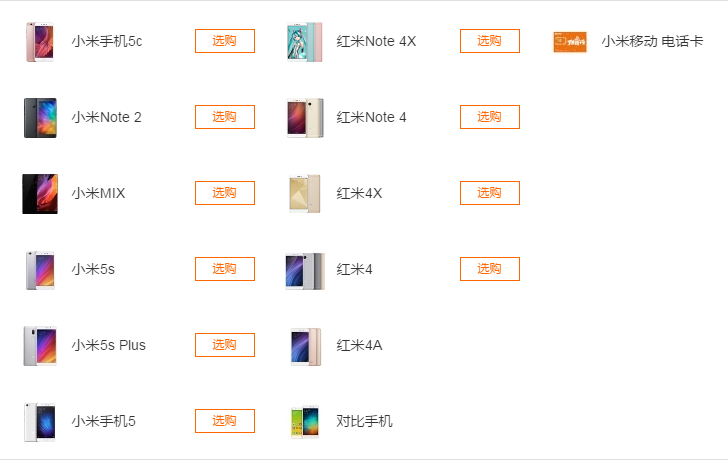 小米手机5c 选购
小米Note 2 选购
小米MIX 选购
小米5s 选购
小米5s Plus 选购
小米手机5 选购
红米Note 4X 选购
红米Note 4 选购
红米4X 选购
红米4 选购
红米4A
对比手机
小米移动 电话卡